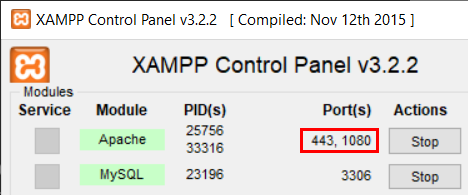 XAMPP Control Panel v3.2.2 [ Compiled: Nov 12th 2015 ]
XAMPP Control Panel v3.2.2
Modules
Service Module PID(s) Port(s) Actions
Apache 25756 33316 443, 1080 Stop
MySQL 23196 3306 Stop